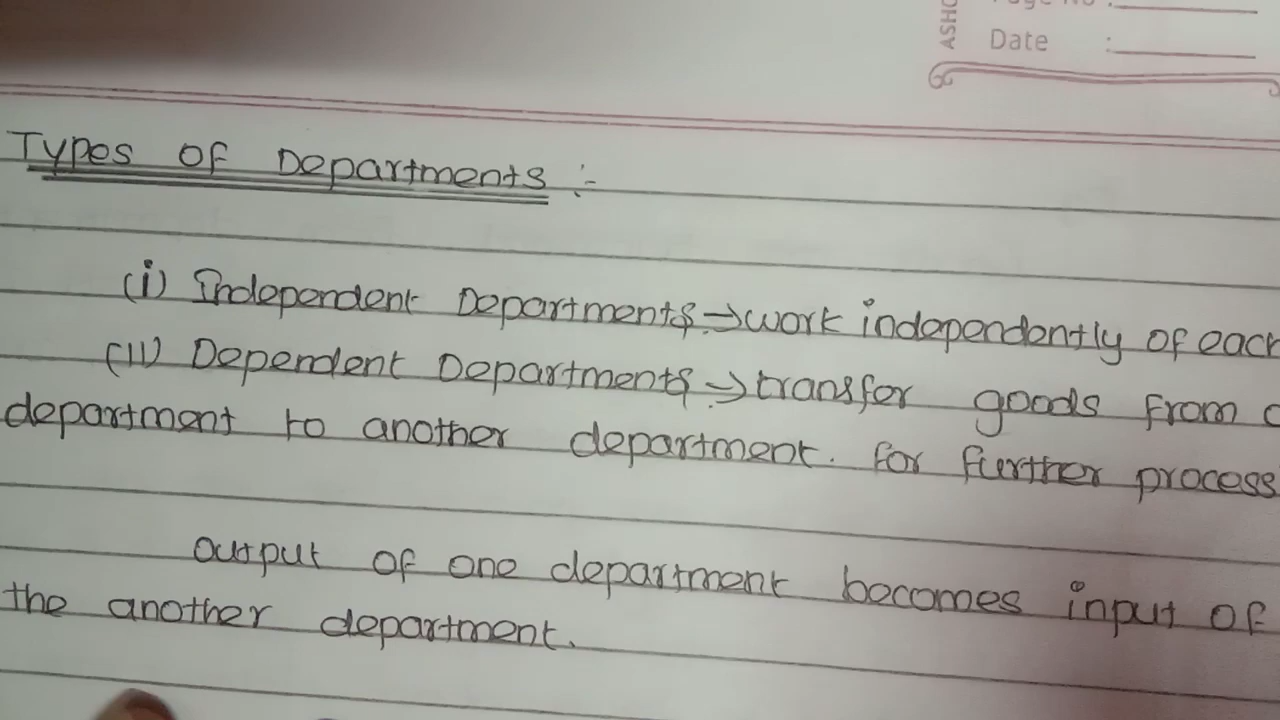 Date :
Types of Departments :-
(i) Independent Departments → work independently of each
(ii) Dependent Departments → transfer goods from
department to another department. for further process
output of one department becomes input of
the another department.